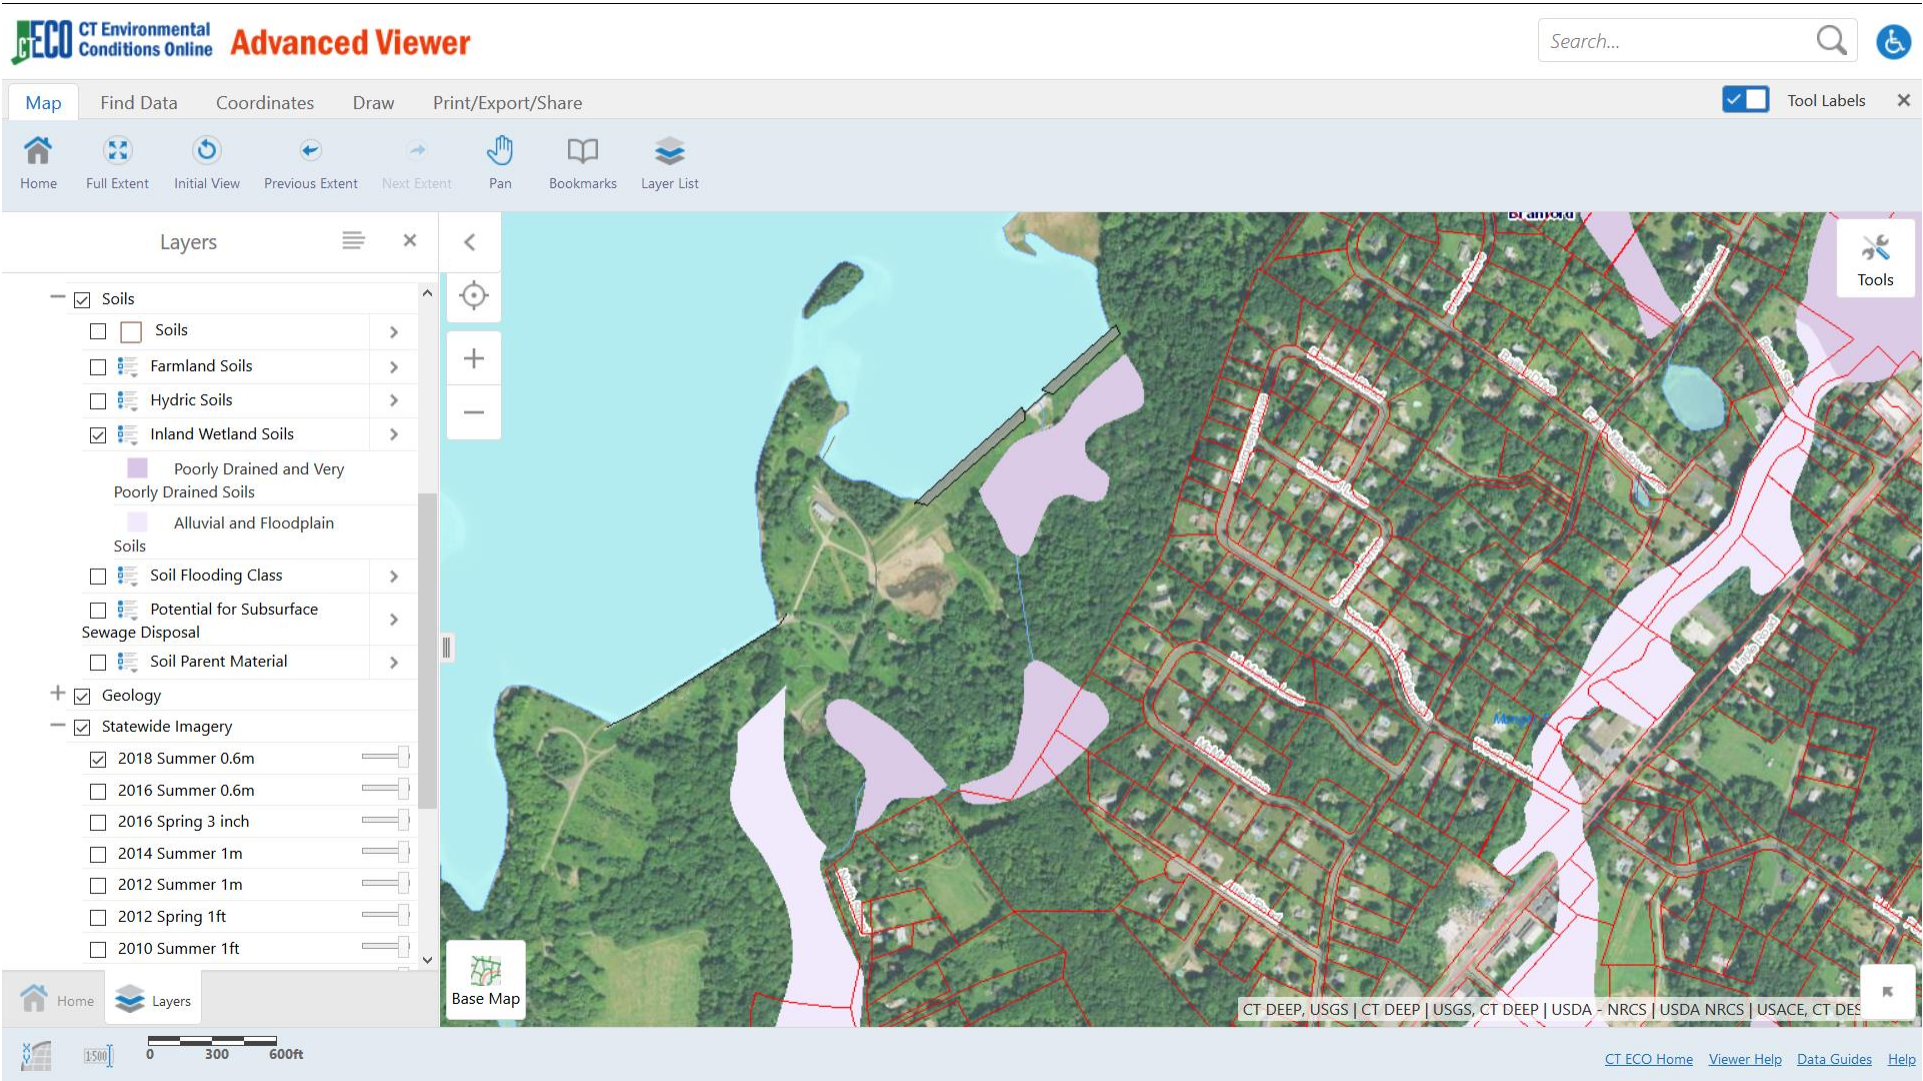 CT ECO
CT Environmental
Conditions Online
Advanced Viewer
Search...
Map
Find Data
Coordinates
Draw
Print/Export/Share
Tool Labels
Home
Full Extent
Initial View
Previous Extent
Next Extent
Pan
Bookmarks
Layer List
Layers
Soils
Soils
Farmland Soils
Hydric Soils
Inland Wetland Soils
Poorly Drained and Very
Poorly Drained Soils
Alluvial and Floodplain
Soils
Soil Flooding Class
Potential for Subsurface
Sewage Disposal
Soil Parent Material
Geology
Statewide Imagery
2018 Summer 0.6m
2016 Summer 0.6m
2016 Spring 3 inch
2014 Summer 1m
2012 Summer 1m
2012 Spring 1ft
2010 Summer 1ft
Home
Layers
Branford
Tools
Maple Road
Base Map
CT DEEP, USGS | CT DEEP | USGS, CT DEEP | USDA - NRCS | USDA NRCS | USACE, CT DES
1:500
0 300 600ft
CT ECO Home
Viewer Help
Data Guides
Help